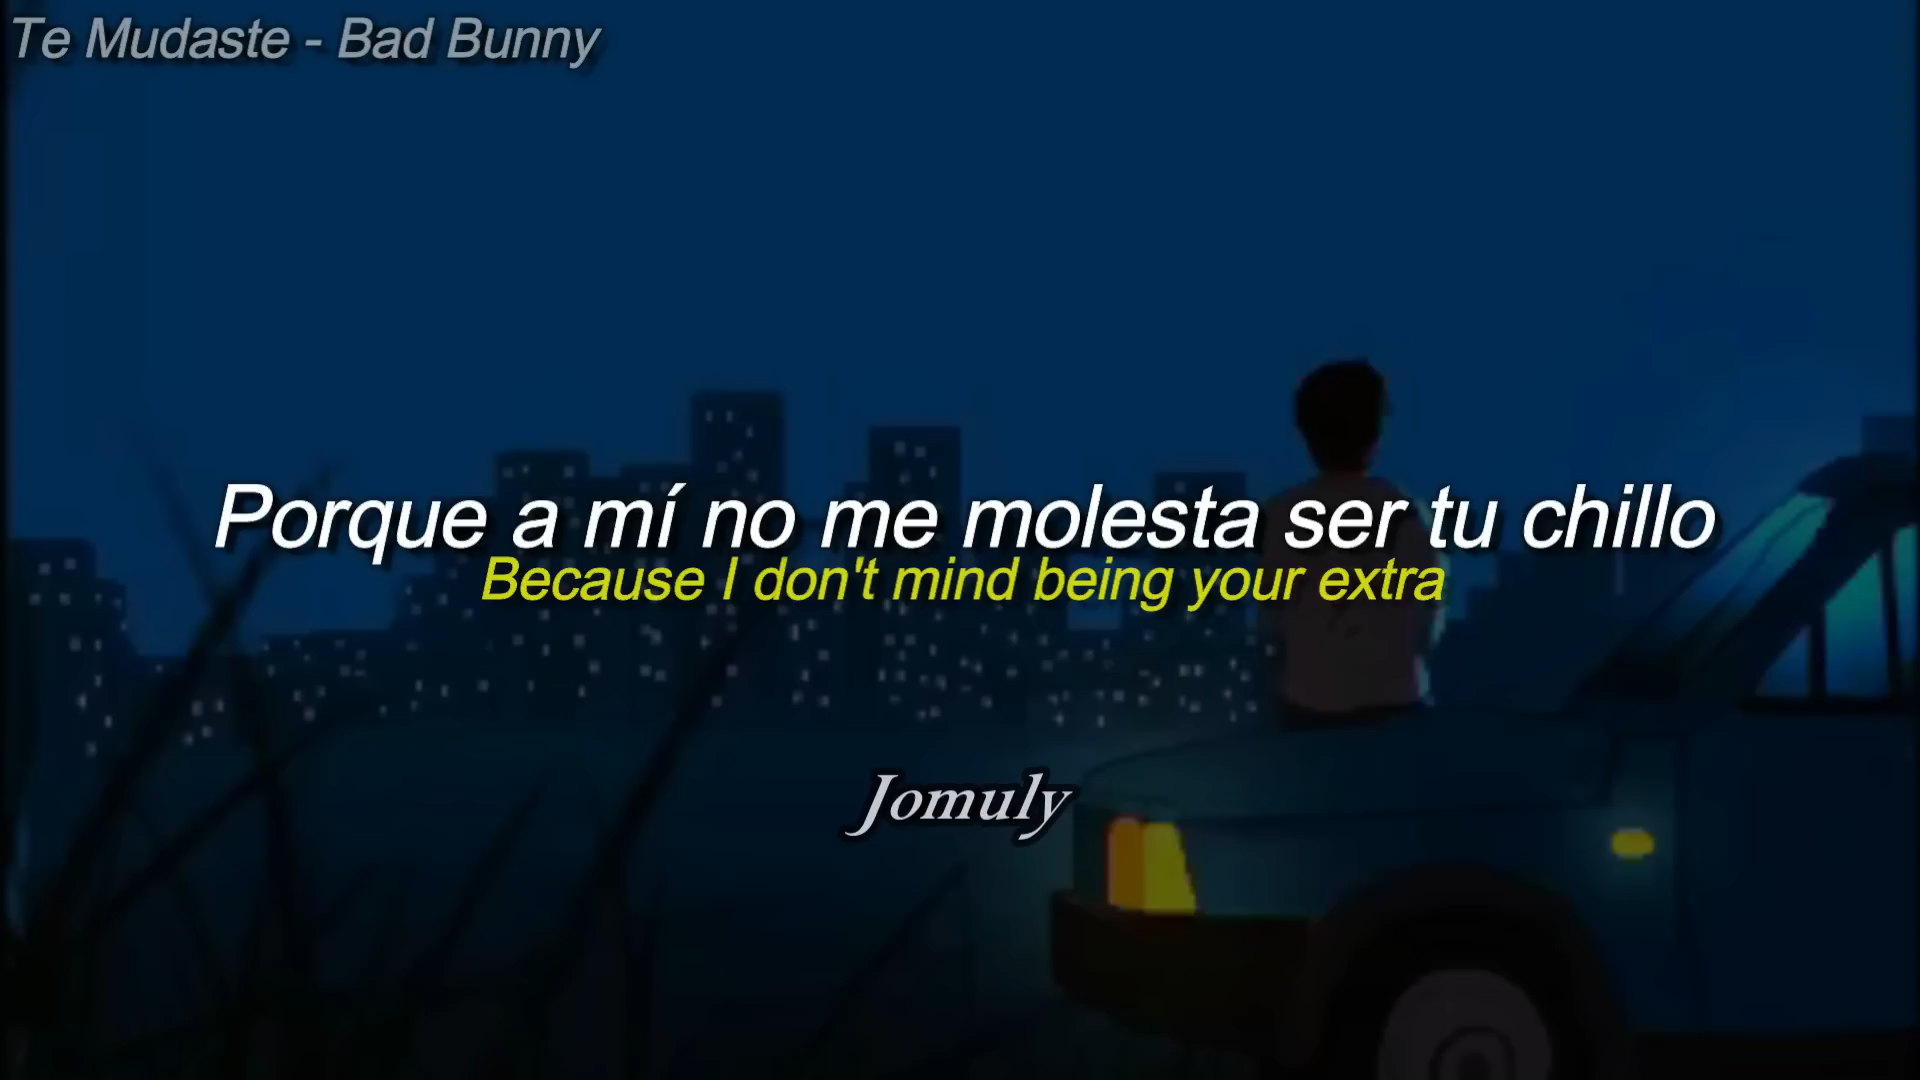 Te Mudaste - Bad Bunny
Porque a mí no me molesta ser tu chillo
Because I don't mind being your extra
Jomuly